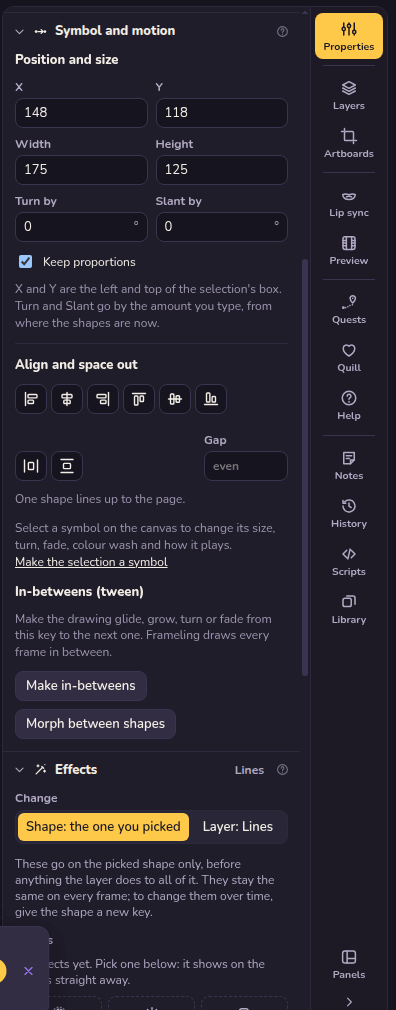 Symbol and motion
Position and size
X
Y
148
118
Width
Height
175
125
Turn by
Slant by
0 °
0 °
Keep proportions
X and Y are the left and top of the selection's box.
Turn and Slant go by the amount you type, from
where the shapes are now.
Align and space out
Gap
even
One shape lines up to the page.
Select a symbol on the canvas to change its size,
turn, fade, colour wash and how it plays.
Make the selection a symbol
In-betweens (tween)
Make the drawing glide, grow, turn or fade from
this key to the next one. Frameling draws every
frame in between.
Make in-betweens
Morph between shapes
Effects
Lines
Change
Shape: the one you picked
Layer: Lines
These go on the picked shape only, before
anything the layer does to all of it. They stay the
same on every frame; to change them over time,
give the shape a new key.
yet. Pick one below: it shows on the
straight away.
Properties
Layers
Artboards
Lip sync
Preview
Quests
Quill
Help
Notes
History
Scripts
Library
Panels